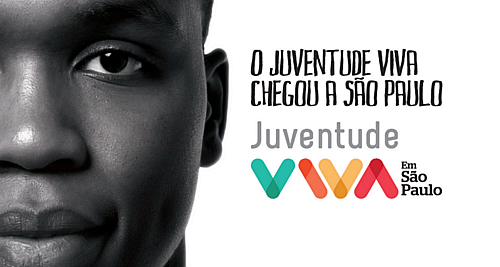 O JUVENTUDE VIVA
CHEGOU A SÃO PAULO
Juventude
VIVA
Em
São
Paulo